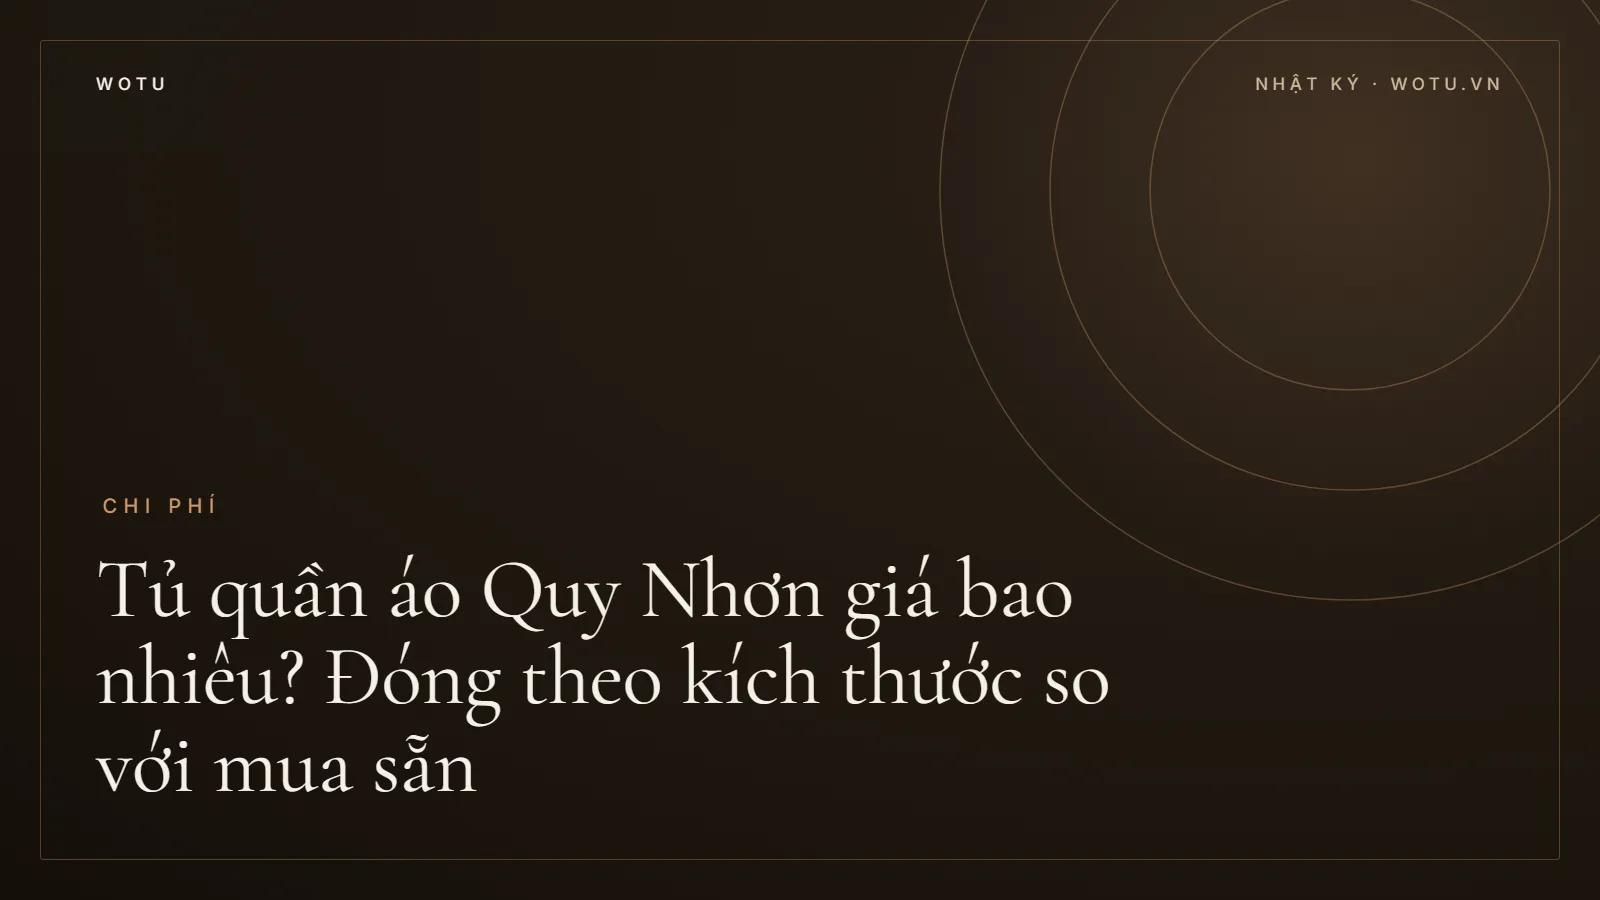 WOTU
NHẬT KÝ · WOTU.VN
CHI PHÍ
Tủ quần áo Quy Nhơn giá bao
nhiêu? Đóng theo kích thước so
với mua sẵn